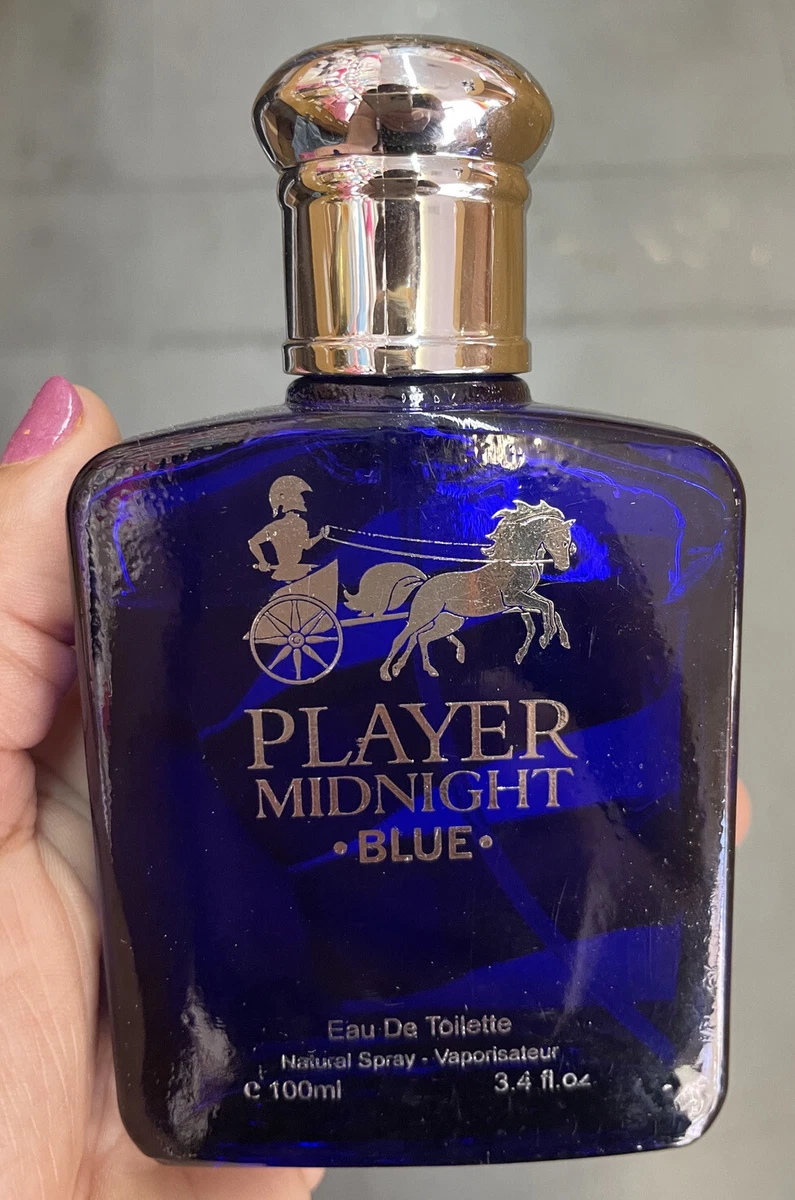 PLAYER
MIDNIGHT
•BLUE•
Eau De Toilette
Natural Spray - Vaporisateur
e 100ml 3.4 fl.oz